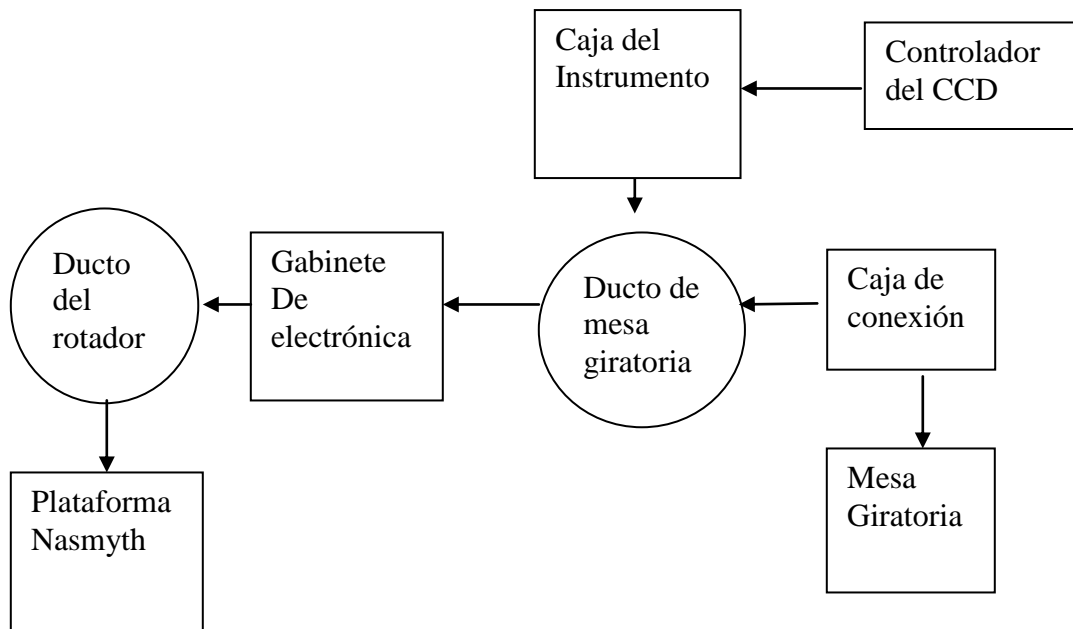 Caja del
Instrumento
Controlador
del CCD
Ducto
del
rotador
Gabinete
De
electrónica
Ducto de
mesa
giratoria
Caja de
conexión
Plataforma
Nasmyth
Mesa
Giratoria